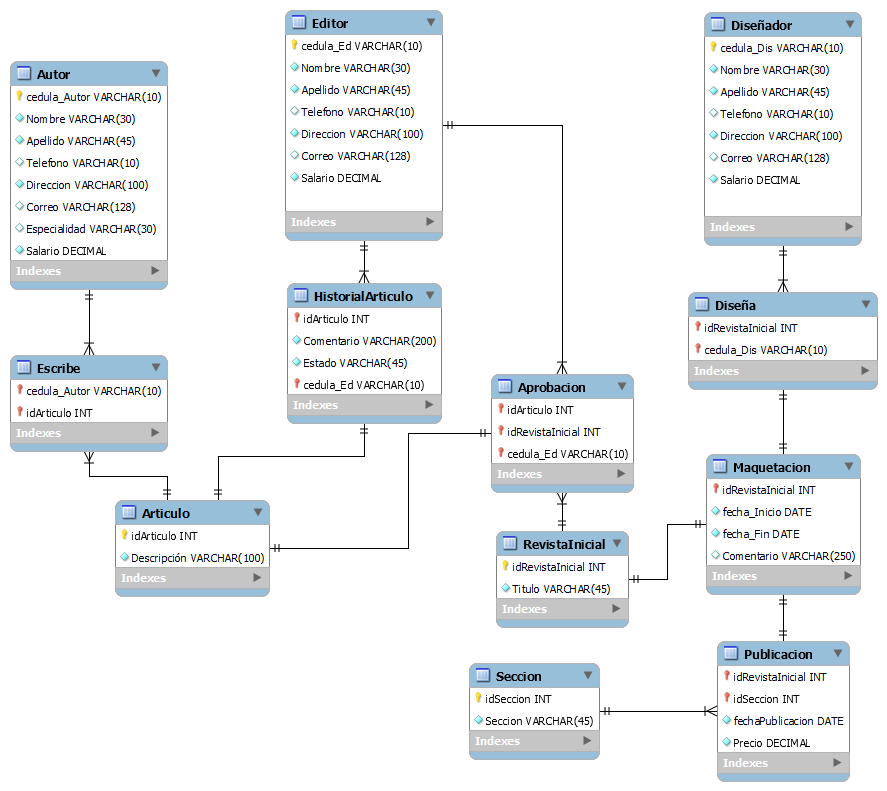 Editor
cedula_Ed VARCHAR(10)
Nombre VARCHAR(30)
Apellido VARCHAR(45)
Telefono VARCHAR(10)
Direccion VARCHAR(100)
Correo VARCHAR(128)
Salario DECIMAL
Indexes
Diseñador
cedula_Dis VARCHAR(10)
Nombre VARCHAR(30)
Apellido VARCHAR(45)
Telefono VARCHAR(10)
Direccion VARCHAR(100)
Correo VARCHAR(128)
Salario DECIMAL
Indexes
Autor
cedula_Autor VARCHAR(10)
Nombre VARCHAR(30)
Apellido VARCHAR(45)
Telefono VARCHAR(10)
Direccion VARCHAR(100)
Correo VARCHAR(128)
Especialidad VARCHAR(30)
Salario DECIMAL
Indexes
HistorialArticulo
idArticulo INT
Comentario VARCHAR(200)
Estado VARCHAR(45)
cedula_Ed VARCHAR(10)
Indexes
Diseña
idRevistaInicial INT
cedula_Dis VARCHAR(10)
Indexes
Escribe
cedula_Autor VARCHAR(10)
idArticulo INT
Indexes
Aprobacion
idArticulo INT
idRevistaInicial INT
cedula_Ed VARCHAR(10)
Indexes
Maquetacion
idRevistaInicial INT
fecha_Inicio DATE
fecha_Fin DATE
Comentario VARCHAR(250)
Indexes
Articulo
idArticulo INT
Descripción VARCHAR(100)
Indexes
RevistaInicial
idRevistaInicial INT
Titulo VARCHAR(45)
Indexes
Seccion
idSeccion INT
Seccion VARCHAR(45)
Indexes
Publicacion
idRevistaInicial INT
idSeccion INT
fechaPublicacion DATE
Precio DECIMAL
Indexes